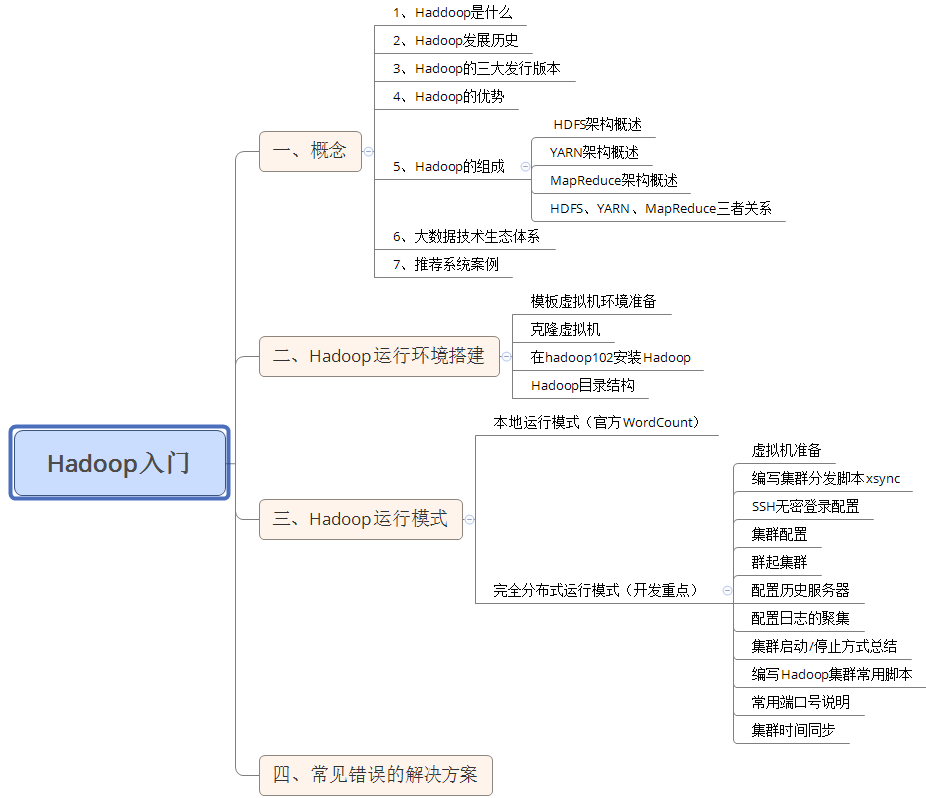 Hadoop入门
一、概念
1、Haddoop是什么
2、Hadoop发展历史
3、Hadoop的三大发行版本
4、Hadoop的优势
5、Hadoop的组成
HDFS架构概述
YARN架构概述
MapReduce架构概述
HDFS、YARN、MapReduce三者关系
6、大数据技术生态体系
7、推荐系统案例
二、Hadoop运行环境搭建
模板虚拟机环境准备
克隆虚拟机
在hadoop102安装Hadoop
Hadoop目录结构
三、Hadoop运行模式
本地运行模式（官方WordCount）
完全分布式运行模式（开发重点）
虚拟机准备
编写集群分发脚本xsync
SSH无密登录配置
集群配置
群起集群
配置历史服务器
配置日志的聚集
集群启动/停止方式总结
编写Hadoop集群常用脚本
常用端口号说明
集群时间同步
四、常见错误的解决方案